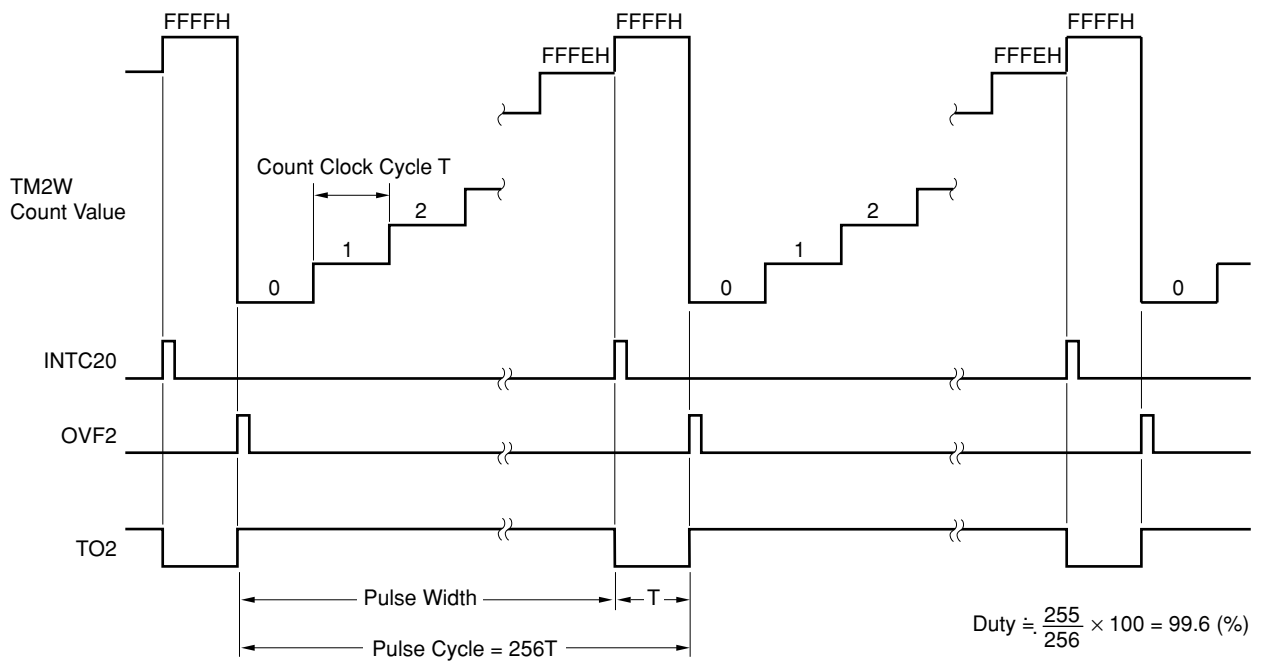 FFFFH FFFFH FFFFH
FFFEH FFFEH
Count Clock Cycle T
TM2W
Count Value
2 2
1 1
0 0 0
INTC20
OVF2
TO2
Pulse Width T
Pulse Cycle = 256T
Duty ≒ 255/256 × 100 = 99.6 (%)